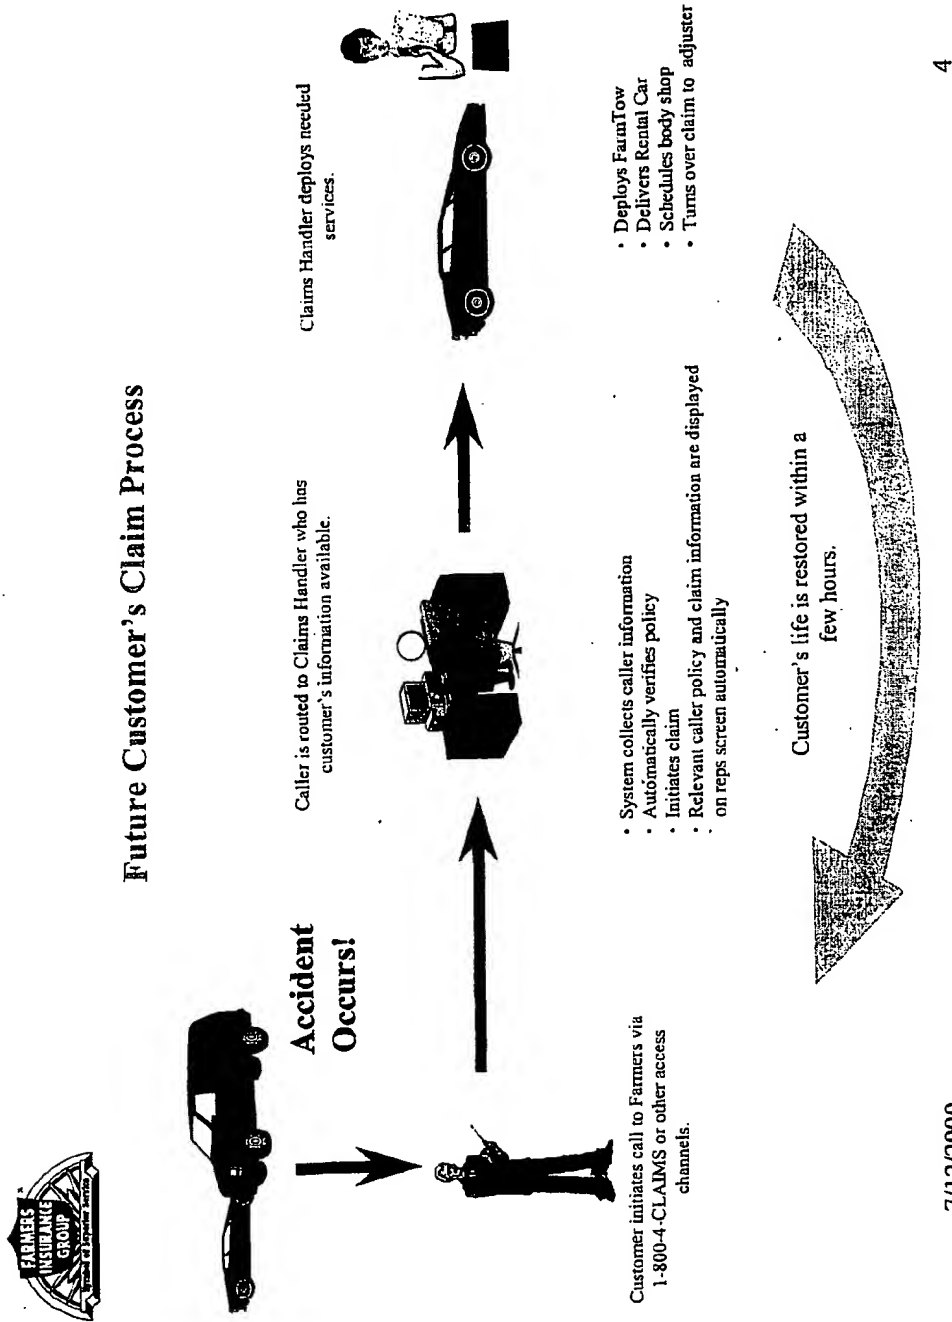 FARMERS
INSURANCE
GROUP
Symbol of Superior Service
Future Customer's Claim Process
Accident
Occurs!
Customer initiates call to Farmers via
1-800-4-CLAIMS or other access
channels.
Caller is routed to Claims Handler who has
customer's information available.
• System collects caller information
• Automatically verifies policy
• Initiates claim
• Relevant caller policy and claim information are displayed
on reps screen automatically
Claims Handler deploys needed
services.
• Deploys FarmTow
• Delivers Rental Car
• Schedules body shop
• Turns over claim to adjuster
Customer's life is restored within a
few hours.
4